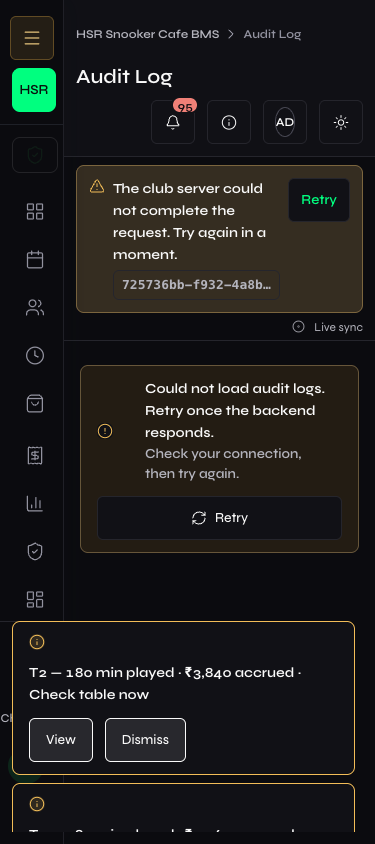 HSR Snooker Cafe BMS > Audit Log
HSR
Audit Log
95
AD
The club server could
not complete the
request. Try again in a
moment.
Retry
725736bb-f932-4a8b…
Live sync
Could not load audit logs.
Retry once the backend
responds.
Check your connection,
then try again.
Retry
T2 — 180 min played · ₹3,840 accrued ·
Check table now
View
Dismiss